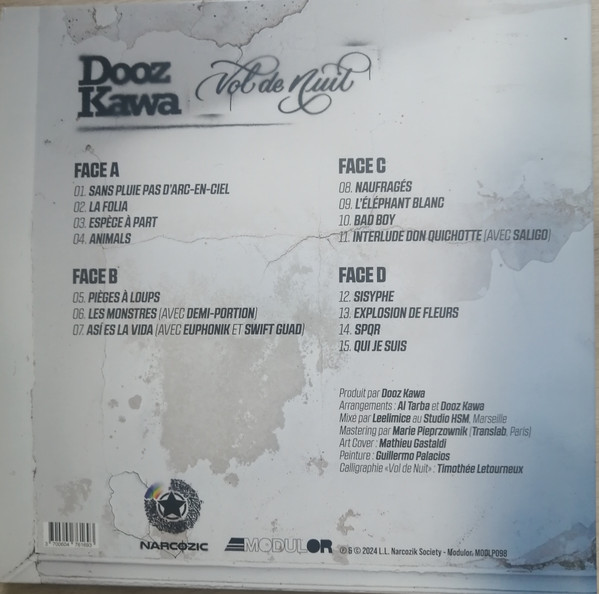 Dooz
Kawa
Vol de Nuit
FACE A
01. SANS PLUIE PAS D'ARC-EN-CIEL
02. LA FOLIA
03. ESPÈCE À PART
04. ANIMALS
FACE B
05. PIÈGES À LOUPS
06. LES MONSTRES (AVEC DEMI-PORTION)
07. ASÍ ES LA VIDA (AVEC EUPHONIK ET SWIFT GUAD)
FACE C
08. NAUFRAGÉS
09. L'ÉLÉPHANT BLANC
10. BAD BOY
11. INTERLUDE DON QUICHOTTE (AVEC SALIGO)
FACE D
12. SISYPHE
13. EXPLOSION DE FLEURS
14. SPQR
15. QUI JE SUIS
Produit par Dooz Kawa
Arrangements : Al Tarba et Dooz Kawa
Mixé par Leelimice au Studio HSM, Marseille
Mastering par Marie Pieprzownik (Translab, Paris)
Art Cover : Mathieu Gastaldi
Peinture : Guillermo Palacios
Calligraphie «Vol de Nuit» : Timothée Letourneux
NARCOZIC
MODULOR
℗ & © 2024 L.L. Narcozik Society - Modulor. MODLP098